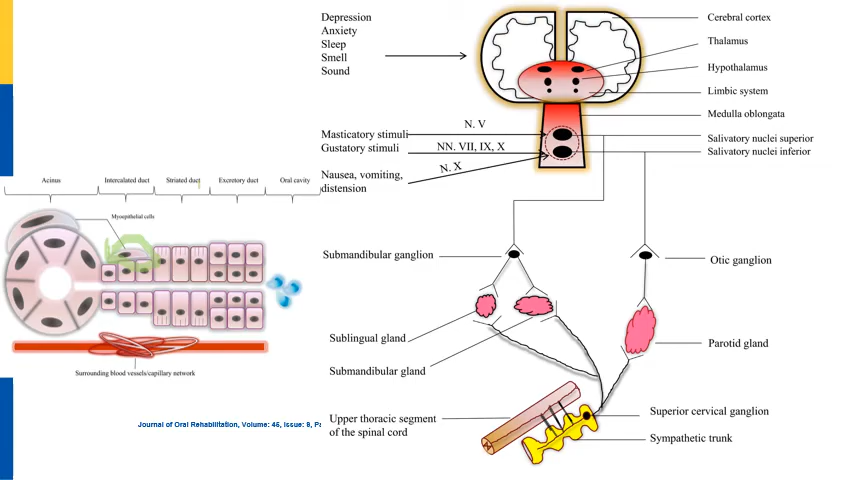 Acinus
Intercalated duct
Striated duct
Excretory duct
Oral cavity
Myoepithelial cells
Surrounding blood vessels/capillary network
Journal of Oral Rehabilitation, Volume: 45, Issue: 8, Pa
Depression
Anxiety
Sleep
Smell
Sound
Masticatory stimuli
Gustatory stimuli
Nausea, vomiting,
distension
N. V
NN. VII, IX, X
N. X
Cerebral cortex
Thalamus
Hypothalamus
Limbic system
Medulla oblongata
Salivatory nuclei superior
Salivatory nuclei inferior
Submandibular ganglion
Otic ganglion
Sublingual gland
Submandibular gland
Parotid gland
Upper thoracic segment
of the spinal cord
Superior cervical ganglion
Sympathetic trunk